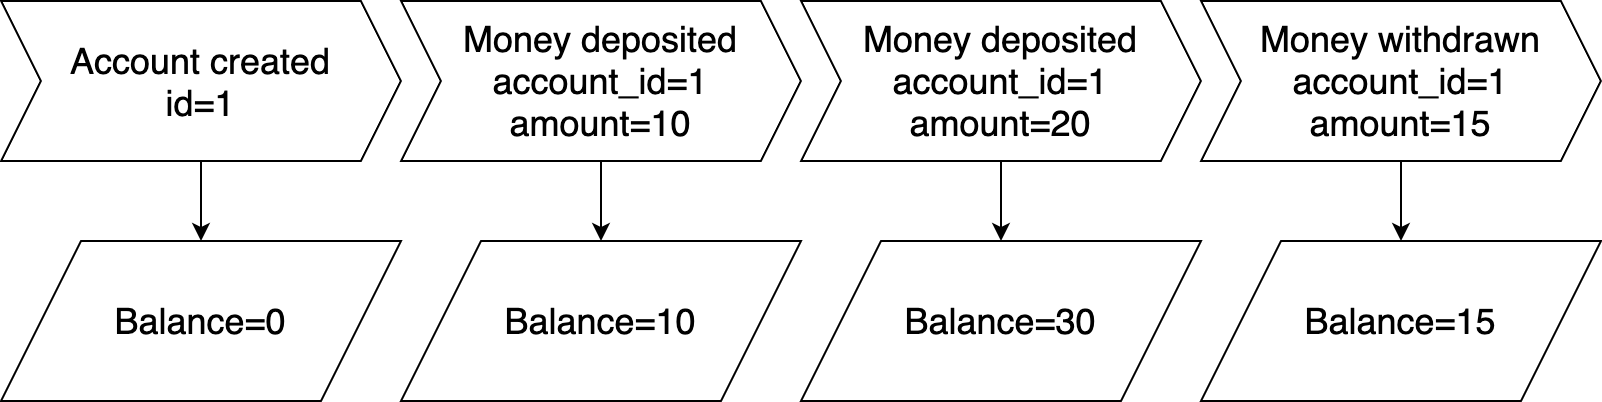 Account created
id=1
Money deposited
account_id=1
amount=10
Money deposited
account_id=1
amount=20
Money withdrawn
account_id=1
amount=15
Balance=0
Balance=10
Balance=30
Balance=15